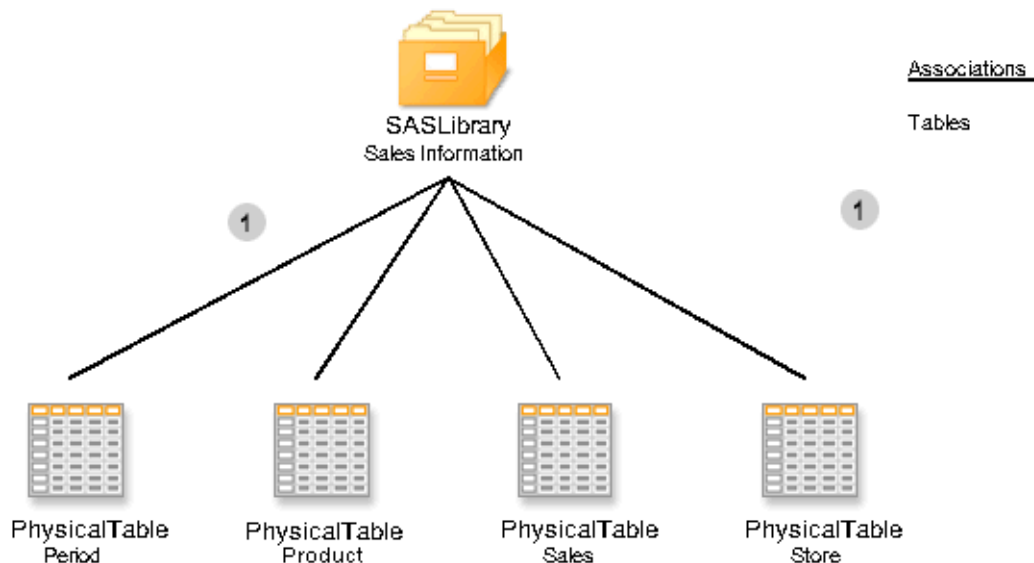 SASLibrary
Sales Information
Associations
Tables
1
1
PhysicalTable
Period
PhysicalTable
Product
PhysicalTable
Sales
PhysicalTable
Store